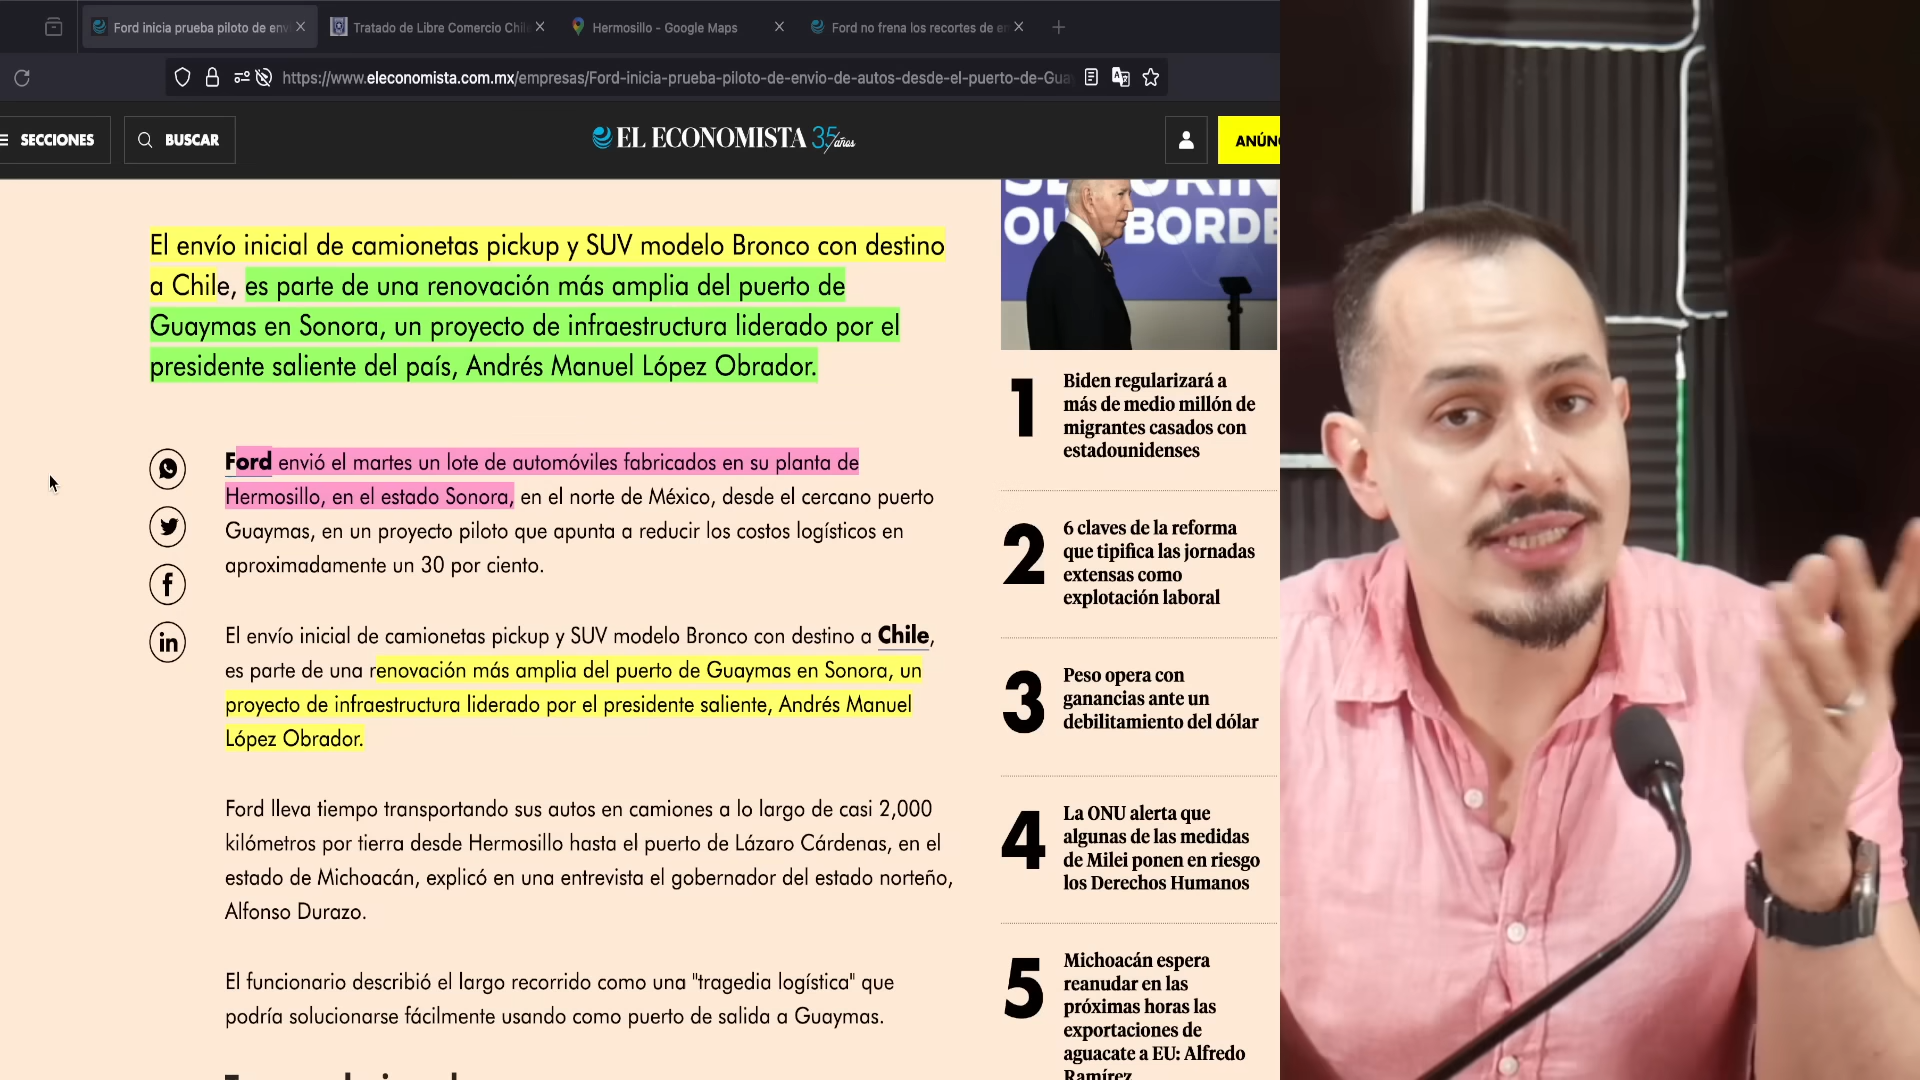 Ford inicia prueba piloto de env
Tratado de Libre Comercio Chil
Hermosillo - Google Maps
Ford no frena los recortes de e
https://www.eleconomista.com.mx/empresas/Ford-inicia-prueba-piloto-de-envio-de-autos-desde-el-puerto-de-Gua
SECCIONES
BUSCAR
EL ECONOMISTA 35 años
ANÚN
El envío inicial de camionetas pickup y SUV modelo Bronco con destino
a Chile, es parte de una renovación más amplia del puerto de
Guaymas en Sonora, un proyecto de infraestructura liderado por el
presidente saliente del país, Andrés Manuel López Obrador.
Ford envió el martes un lote de automóviles fabricados en su planta de
Hermosillo, en el estado Sonora, en el norte de México, desde el cercano puerto
Guaymas, en un proyecto piloto que apunta a reducir los costos logísticos en
aproximadamente un 30 por ciento.
El envío inicial de camionetas pickup y SUV modelo Bronco con destino a Chile,
es parte de una renovación más amplia del puerto de Guaymas en Sonora, un
proyecto de infraestructura liderado por el presidente saliente, Andrés Manuel
López Obrador.
Ford lleva tiempo transportando sus autos en camiones a lo largo de casi 2,000
kilómetros por tierra desde Hermosillo hasta el puerto de Lázaro Cárdenas, en el
estado de Michoacán, explicó en una entrevista el gobernador del estado norteño,
Alfonso Durazo.
El funcionario describió el largo recorrido como una "tragedia logística" que
podría solucionarse fácilmente usando como puerto de salida a Guaymas.
OU BORDE
1
Biden regularizará a
más de medio millón de
migrantes casados con
estadounidenses
2
6 claves de la reforma
que tipifica las jornadas
extensas como
explotación laboral
3
Peso opera con
ganancias ante un
debilitamiento del dólar
4
La ONU alerta que
algunas de las medidas
de Milei ponen en riesgo
los Derechos Humanos
5
Michoacán espera
reanudar en las
próximas horas las
exportaciones de
aguacate a EU: Alfredo
Ramírez